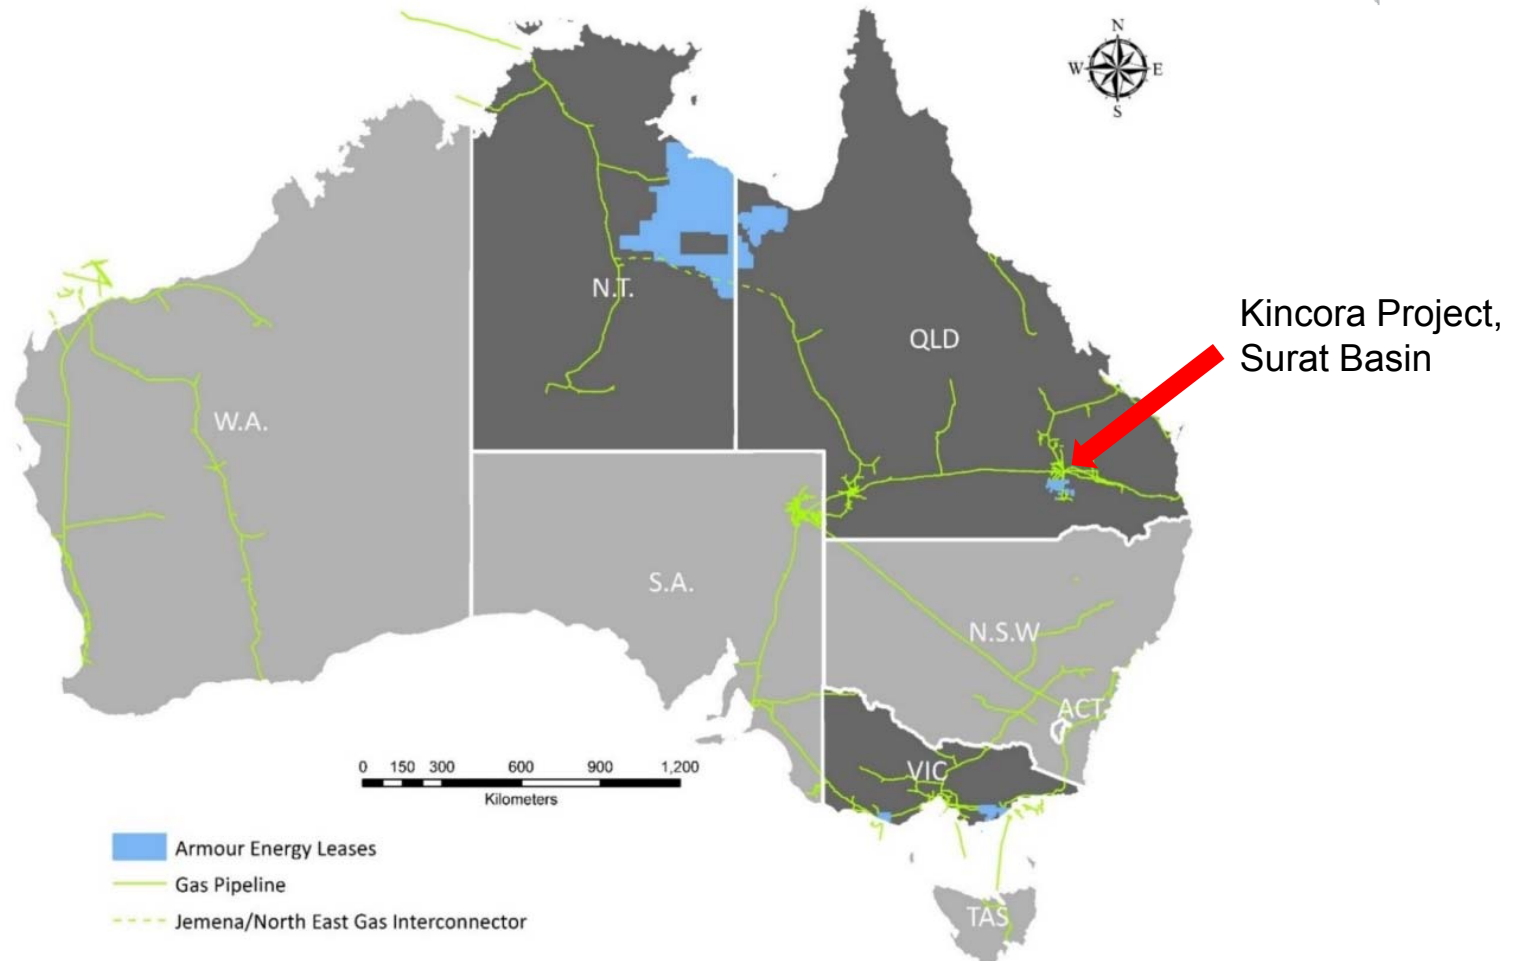 N
W E
S
Kincora Project,
Surat Basin
N.T.
QLD
W.A.
S.A.
N.S.W
ACT
VIC
TAS
0 150 300 600 900 1,200
Kilometers
Armour Energy Leases
Gas Pipeline
Jemena/North East Gas Interconnector